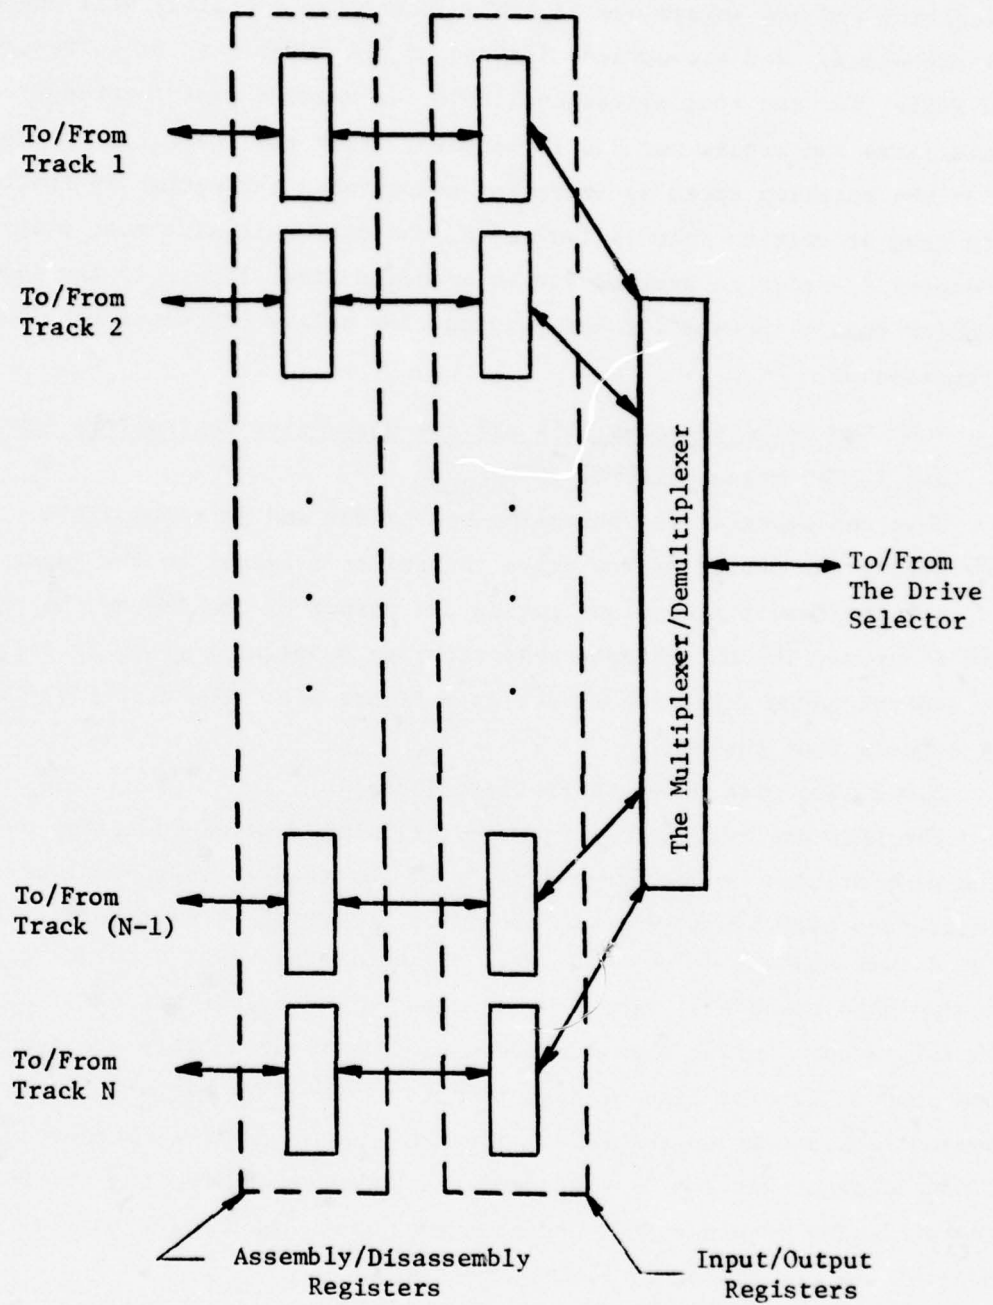 To/From
Track 1
To/From
Track 2
The Multiplexer/Demultiplexer
To/From
The Drive
Selector
To/From
Track (N-1)
To/From
Track N
Assembly/Disassembly
Registers
Input/Output
Registers